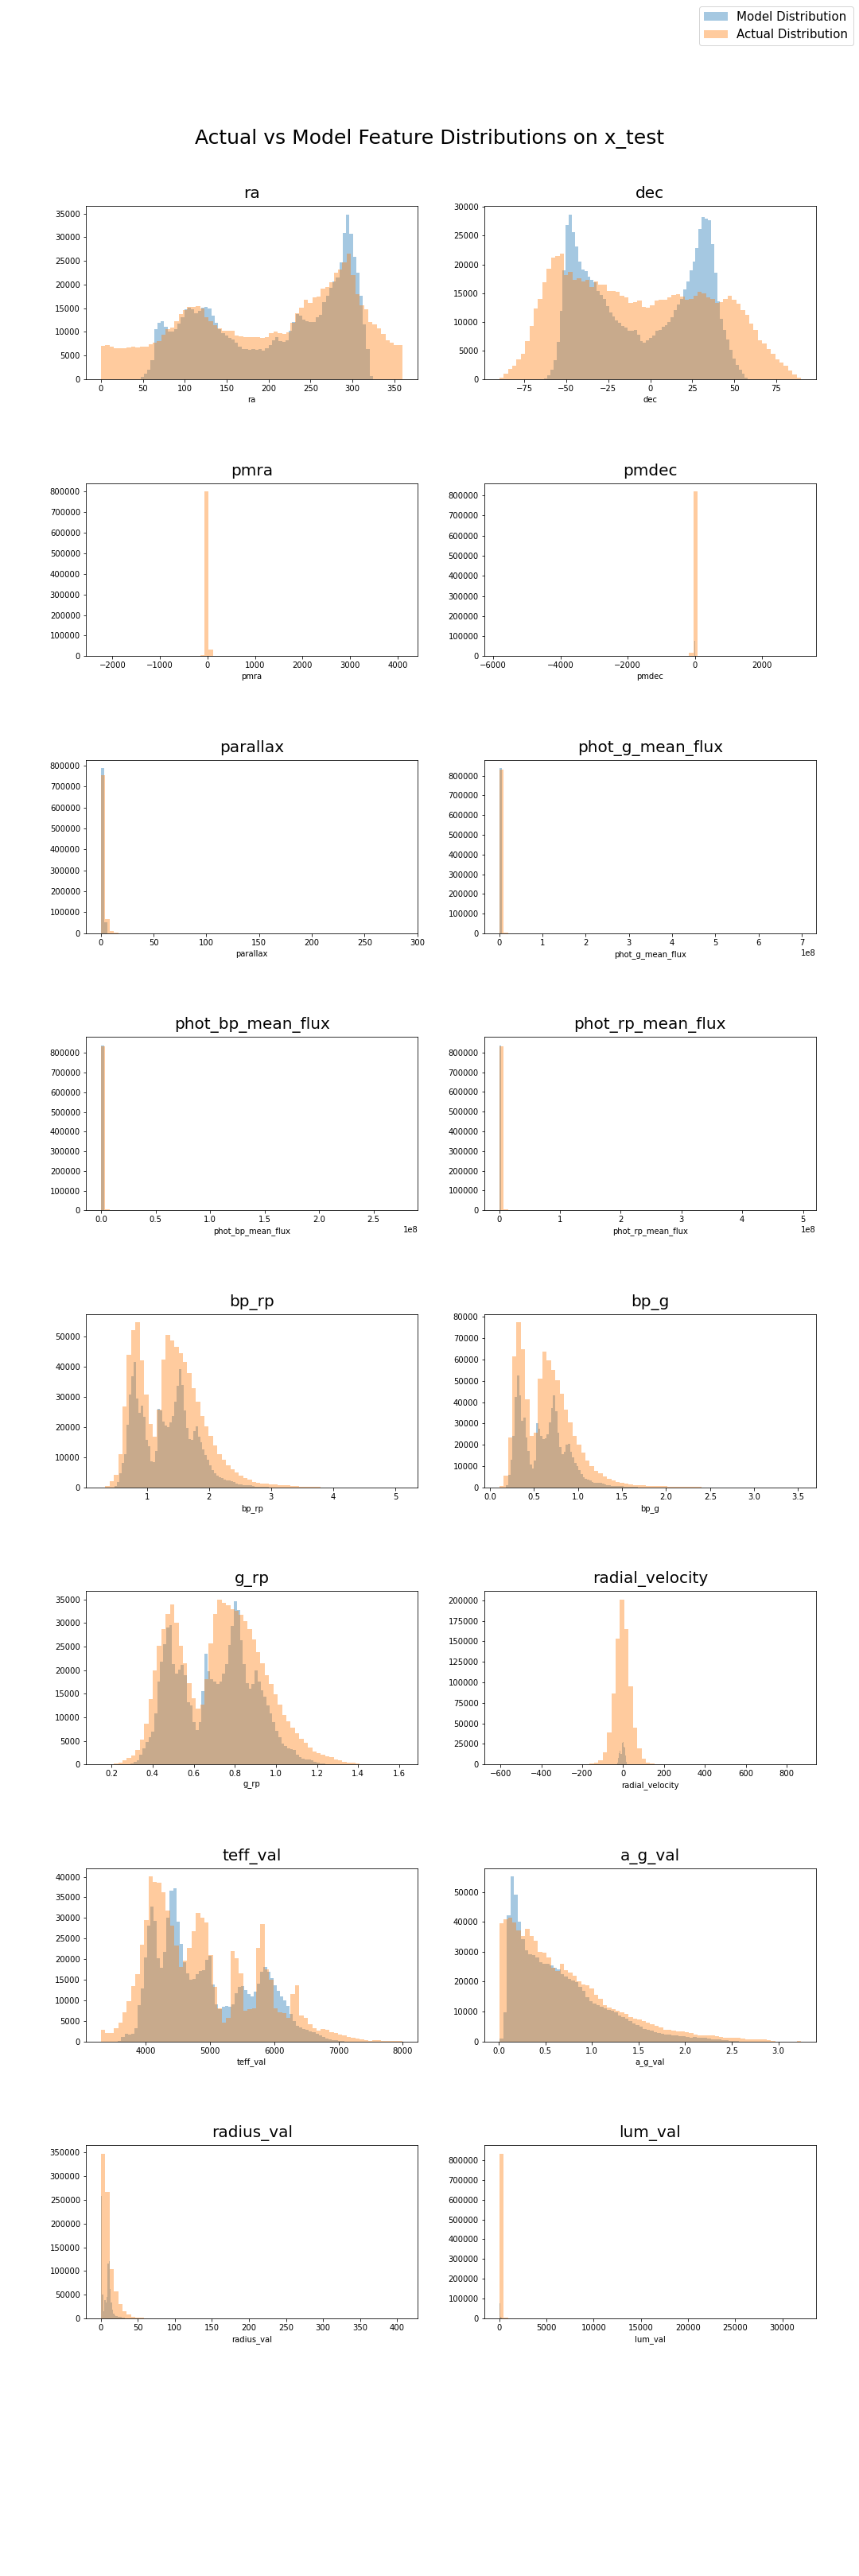 Model Distribution
Actual Distribution
Actual vs Model Feature Distributions on x_test
ra
dec
35000
30000
25000
20000
15000
10000
5000
0
0 50 100 150 200 250 300 350
ra
30000
25000
20000
15000
10000
5000
0
−75 −50 −25 0 25 50 75
dec
pmra
pmdec
800000
700000
600000
500000
400000
300000
200000
100000
0
−2000 −1000 0 1000 2000 3000 4000
pmra
800000
700000
600000
500000
400000
300000
200000
100000
0
−6000 −4000 −2000 0 2000
pmdec
parallax
phot_g_mean_flux
800000
700000
600000
500000
400000
300000
200000
100000
0
0 50 100 150 200 250 300
parallax
800000
700000
600000
500000
400000
300000
200000
100000
0
0 1 2 3 4 5 6 7
1e8
phot_g_mean_flux
phot_bp_mean_flux
phot_rp_mean_flux
800000
700000
600000
500000
400000
300000
200000
100000
0
0.0 0.5 1.0 1.5 2.0 2.5
1e8
phot_bp_mean_flux
800000
700000
600000
500000
400000
300000
200000
100000
0
0 1 2 3 4 5
1e8
phot_rp_mean_flux
bp_rp
bp_g
50000
40000
30000
20000
10000
0
1 2 3 4 5
bp_rp
80000
70000
60000
50000
40000
30000
20000
10000
0
0.0 0.5 1.0 1.5 2.0 2.5 3.0 3.5
bp_g
g_rp
radial_velocity
35000
30000
25000
20000
15000
10000
5000
0
0.2 0.4 0.6 0.8 1.0 1.2 1.4 1.6
g_rp
200000
175000
150000
125000
100000
75000
50000
25000
0
−600 −400 −200 0 200 400 600 800
radial_velocity
teff_val
a_g_val
40000
35000
30000
25000
20000
15000
10000
5000
0
4000 5000 6000 7000 8000
teff_val
50000
40000
30000
20000
10000
0
0.0 0.5 1.0 1.5 2.0 2.5 3.0
a_g_val
radius_val
lum_val
350000
300000
250000
200000
150000
100000
50000
0
0 50 100 150 200 250 300 350 400
radius_val
800000
700000
600000
500000
400000
300000
200000
100000
0
0 5000 10000 15000 20000 25000 30000
lum_val